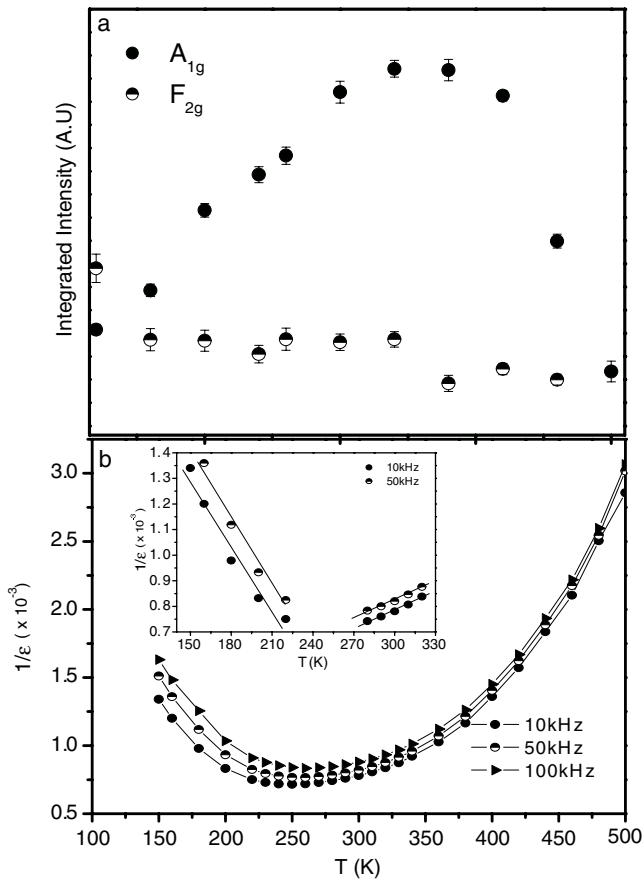 a
A1g
F2g
Integrated Intensity (A.U)
b
3.0
2.5
2.0
1.5
1.0
0.5
1/ε ( x 10-3)
1.4
1.3
1.2
1.1
1.0
0.9
0.8
0.7
1/ε ( x 10-3)
10kHz
50kHz
150 180 210 240 270 300 325
T (K)
10kHz
50kHz
100kHz
100 150 200 250 300 350 400 450 500
T (K)